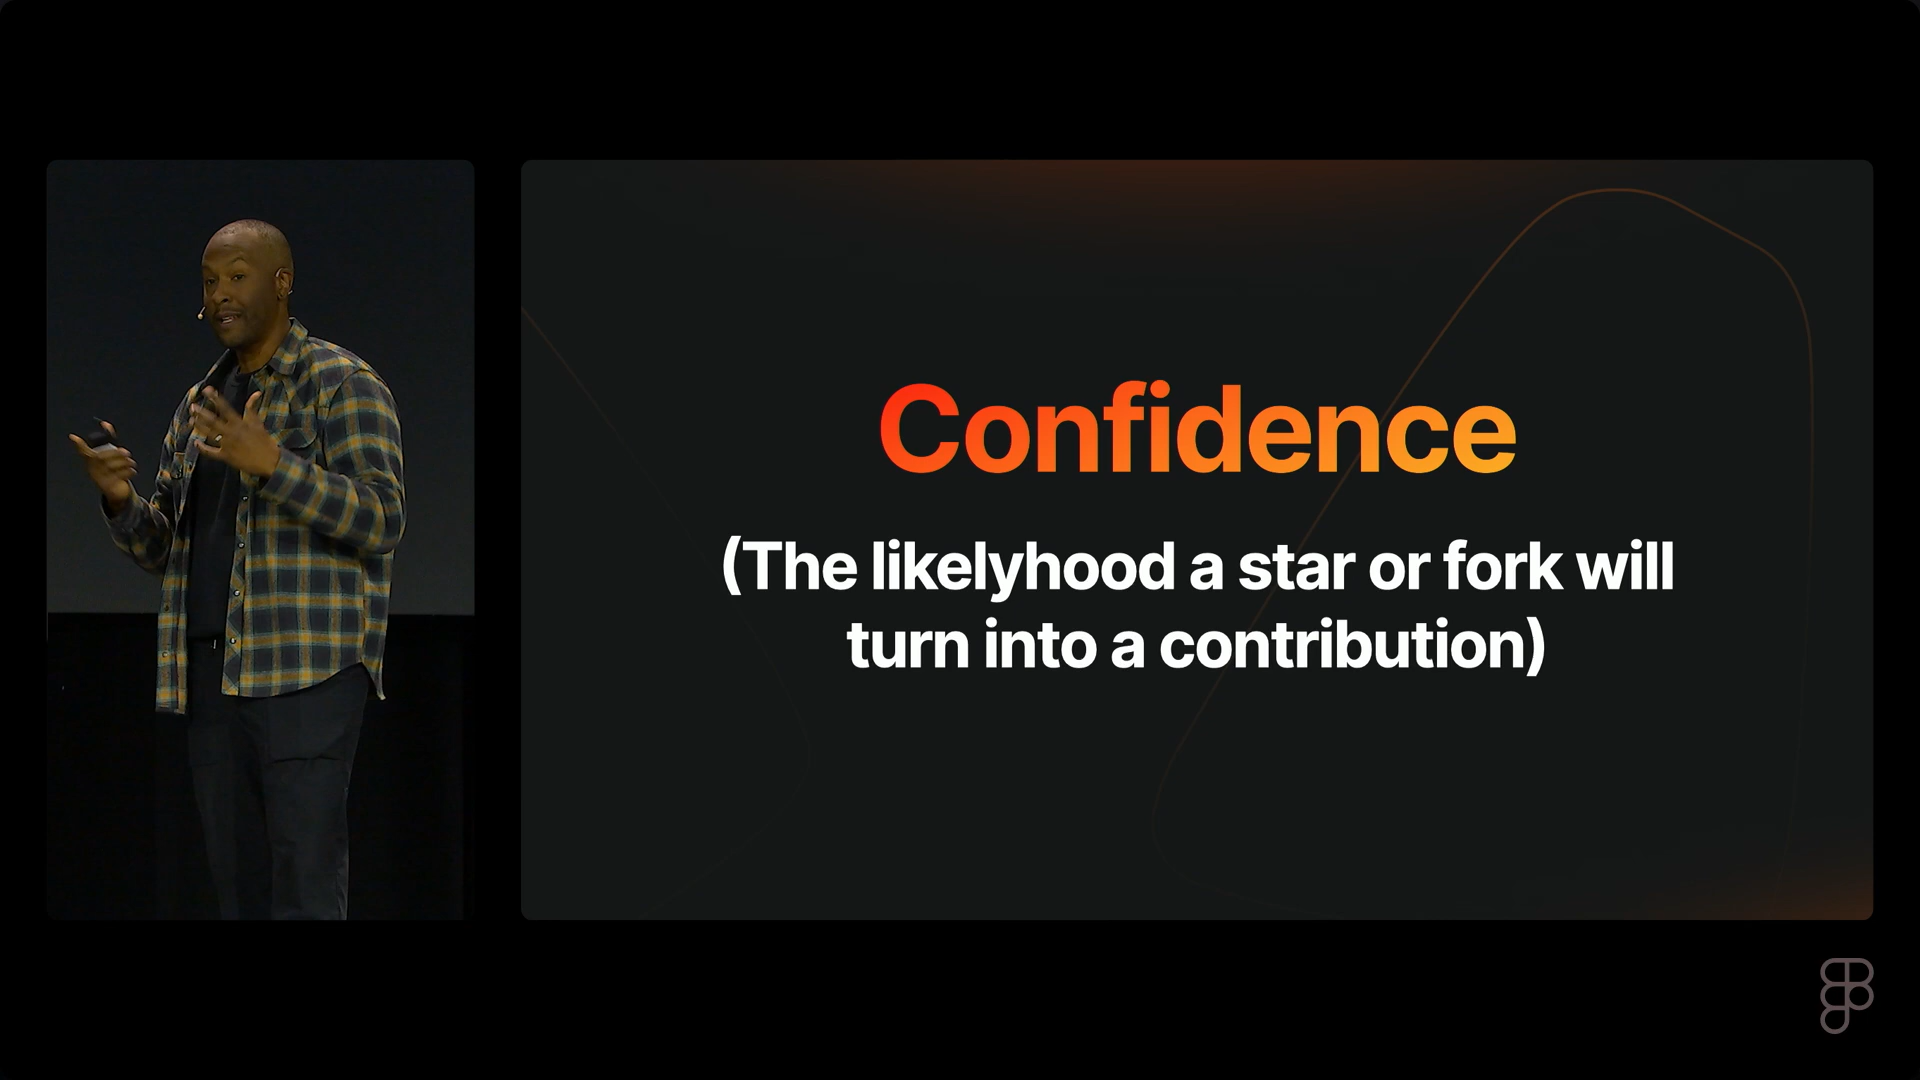 Confidence
(The likelyhood a star or fork will
turn into a contribution)